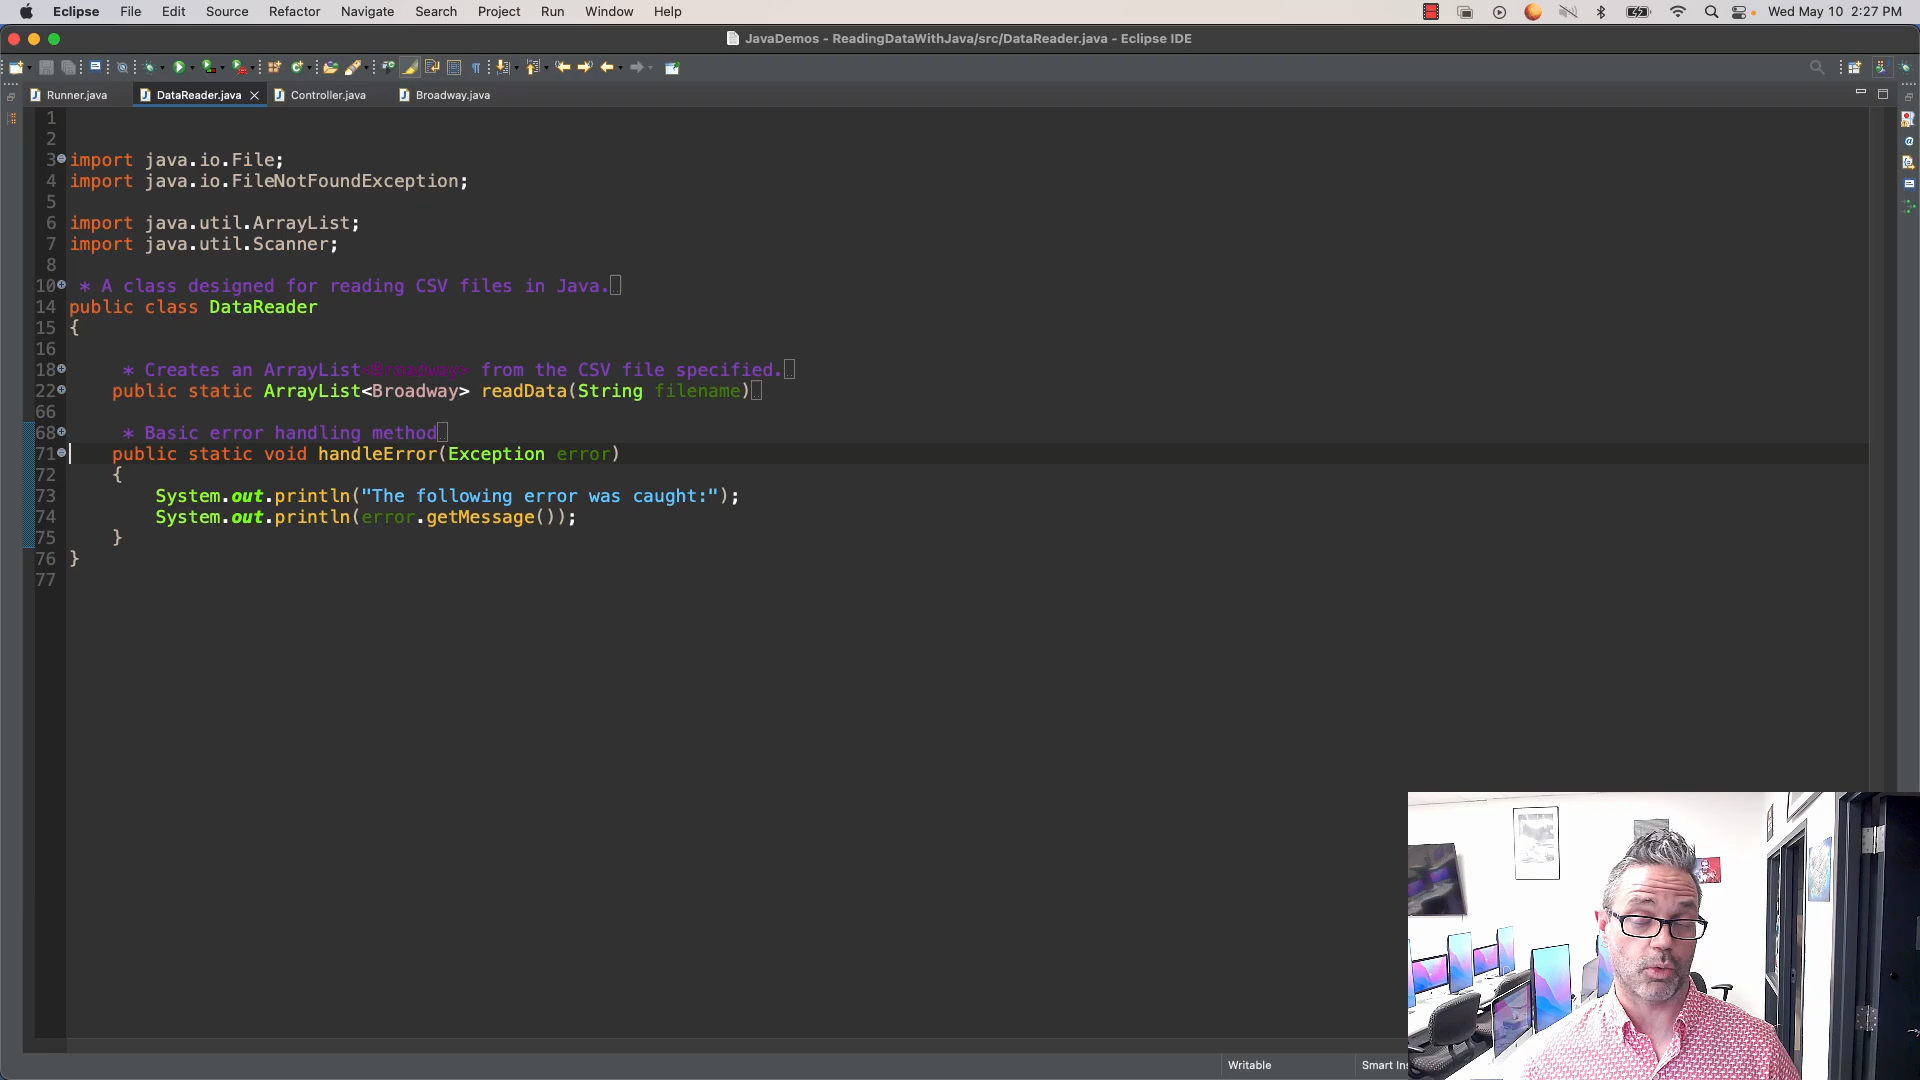 Eclipse File Edit Source Refactor Navigate Search Project Run Window Help Wed May 10 2:27 PM
JavaDemos - ReadingDataWithJava/src/DataReader.java - Eclipse IDE
Runner.java DataReader.java Controller.java Broadway.java
1
2
3 import java.io.File;
4 import java.io.FileNotFoundException;
5
6 import java.util.ArrayList;
7 import java.util.Scanner;
8
10 * A class designed for reading CSV files in Java.
14 public class DataReader
15 {
16
18 * Creates an ArrayList<Broadway> from the CSV file specified.
22 public static ArrayList<Broadway> readData(String filename)
66
68 * Basic error handling method
71 public static void handleError(Exception error)
72 {
73 System.out.println("The following error was caught:");
74 System.out.println(error.getMessage());
75 }
76 }
77
Writable Smart Ins